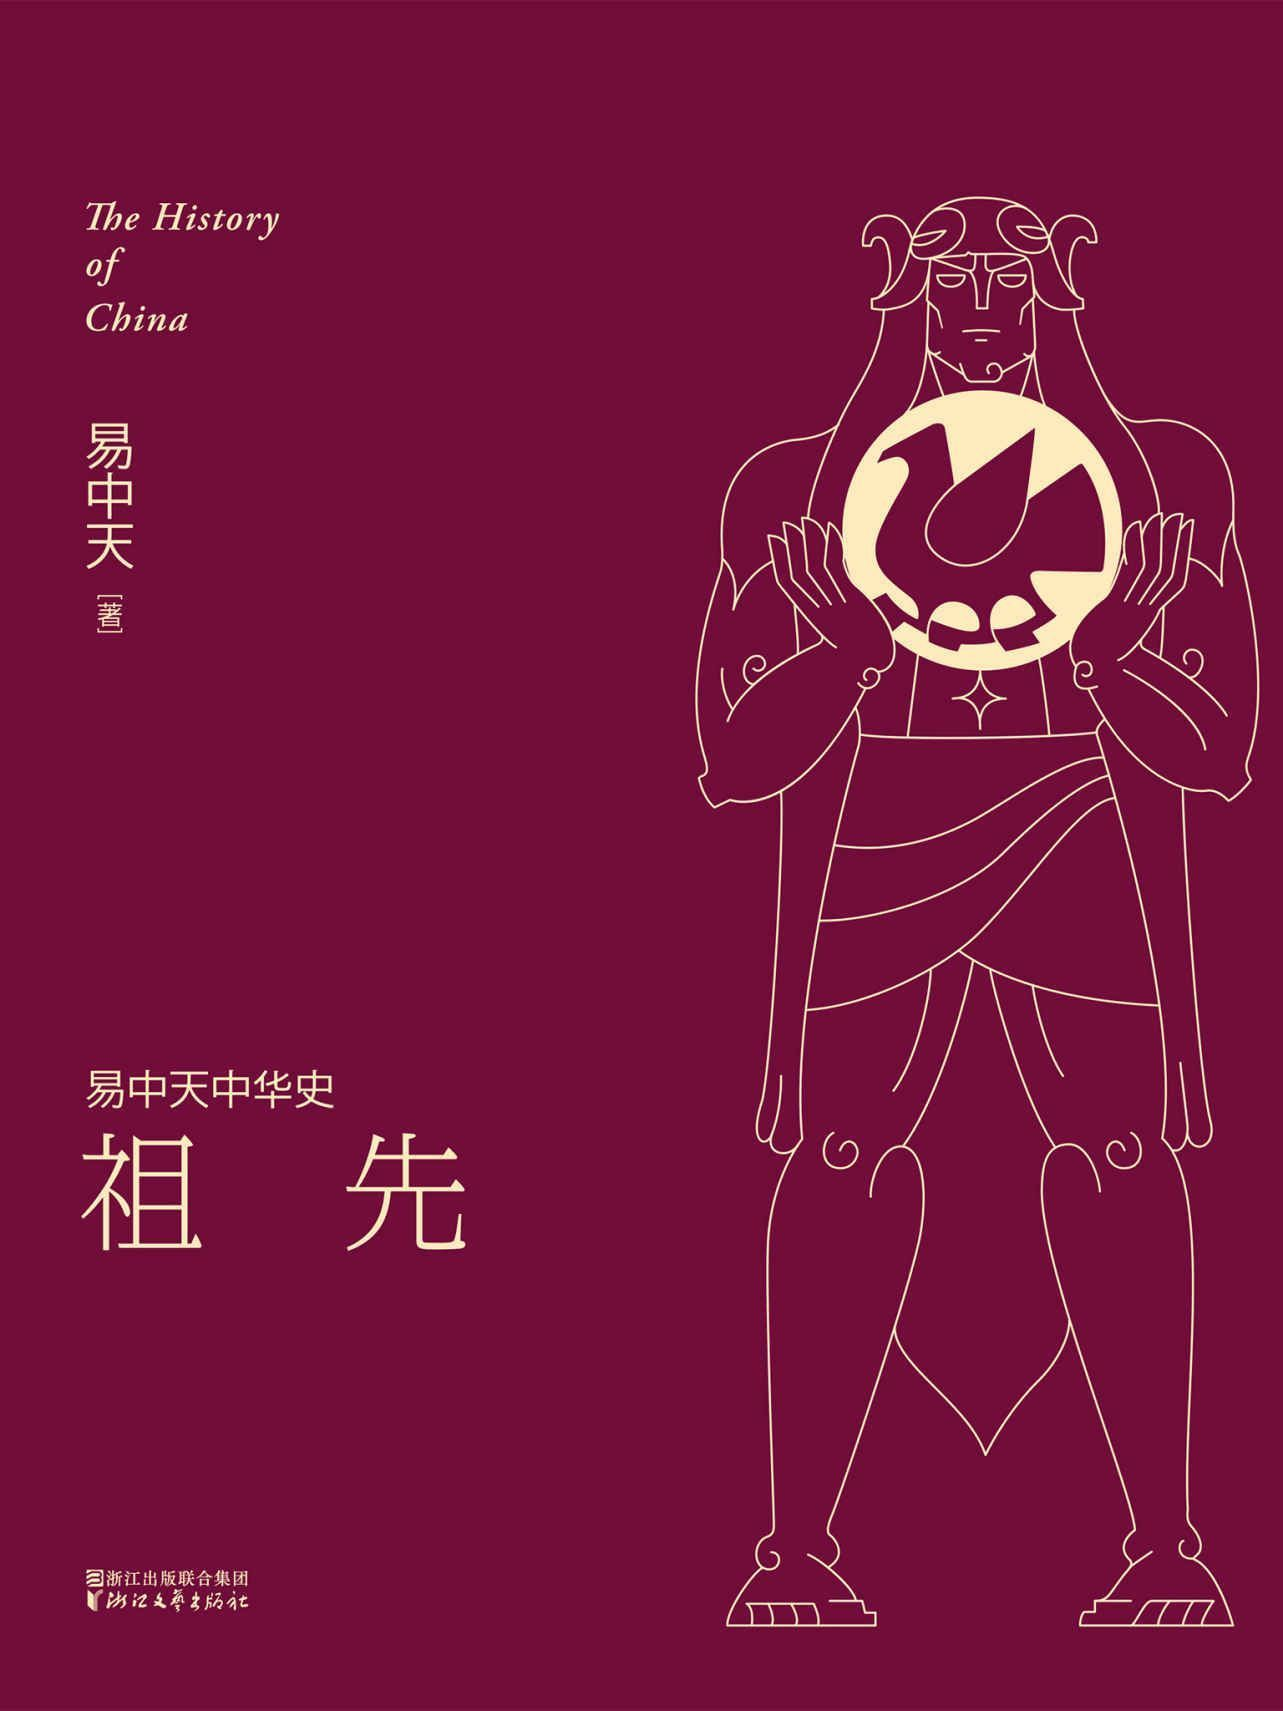 The History
of
China
易中天
[著]
易中天中华史
祖先
浙江出版联合集团
浙江文艺出版社